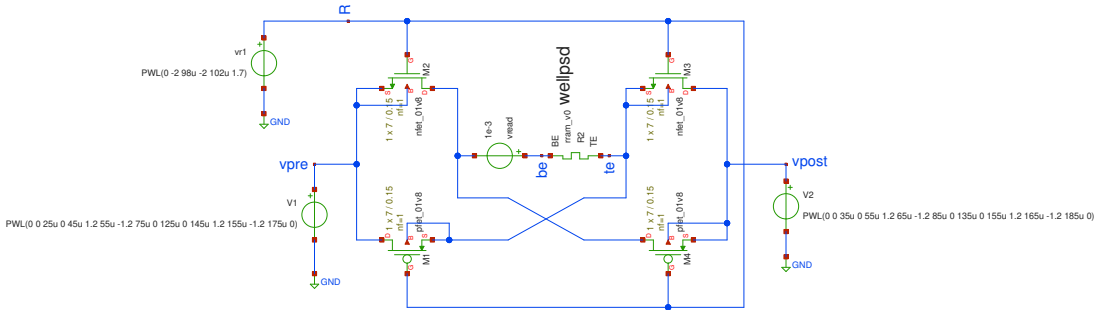 R
vr1
PWL(0 -2 98u -2 102u 1.7)
GND
G
S
B
D
M2
1 x 7 / 0.15
nf=1
nfet_01v8
G
S
B
D
M3
1 x 7 / 0.15
nf=1
nfet_01v8
wellpsd
1e-3
vread
BE
rram_v0
R2
TE
be
te
vpre
vpost
V1
PWL(0 0 25u 0 45u 1.2 55u -1.2 75u 0 125u 0 145u 1.2 155u -1.2 175u 0)
GND
V2
PWL(0 0 35u 0 55u 1.2 65u -1.2 85u 0 135u 0 155u 1.2 165u -1.2 185u 0)
GND
1 x 7 / 0.15
nf=1
pfet_01v8
D
B
S
G
M1
1 x 7 / 0.15
nf=1
pfet_01v8
D
B
S
G
M4